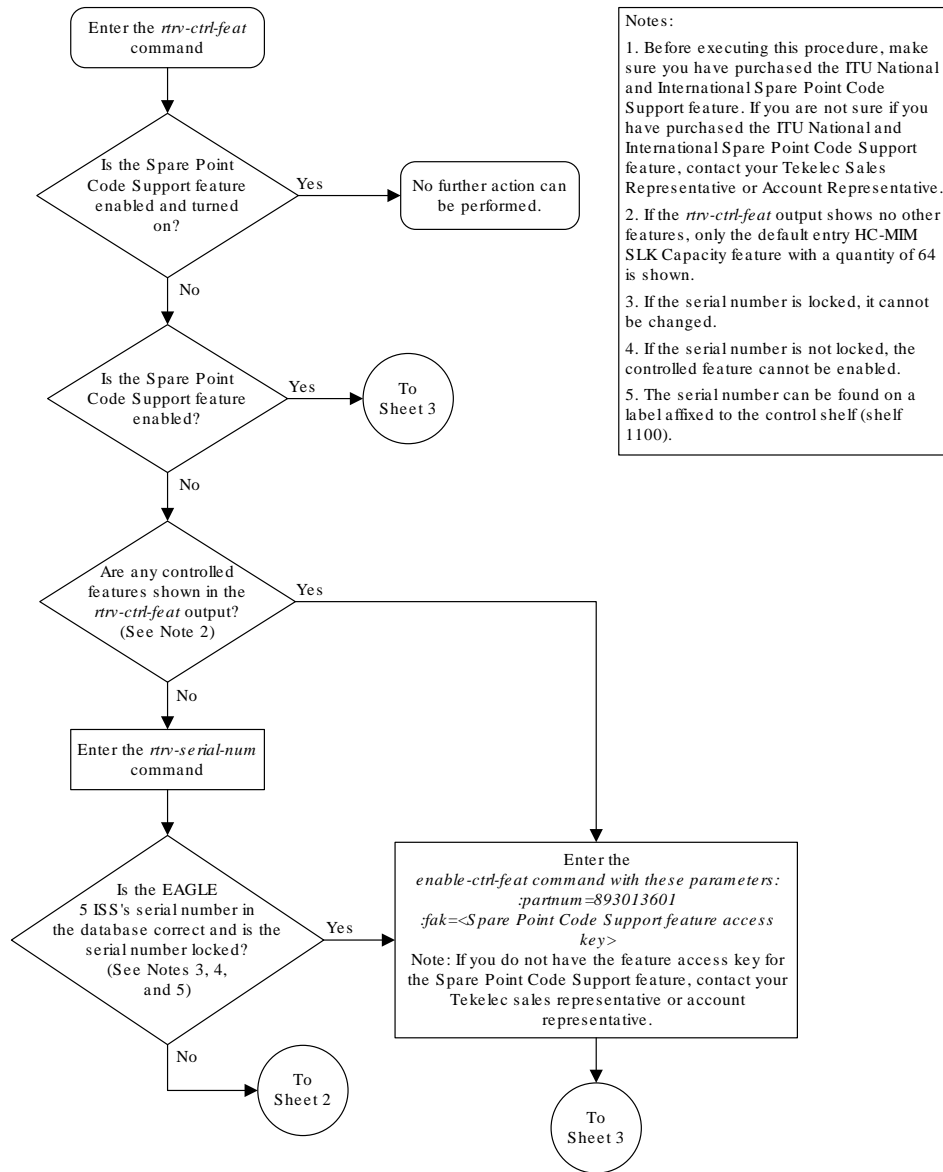 Enter the rtrv-ctrl-feat
command
Is the Spare Point
Code Support feature
enabled and turned
on?
Yes
No further action can
be performed.
No
Is the Spare Point
Code Support feature
enabled?
Yes
To
Sheet 3
No
Are any controlled
features shown in the
rtrv-ctrl-feat output?
(See Note 2)
Yes
No
Enter the rtrv-serial-num
command
Is the EAGLE
5 ISS's serial number in
the database correct and is the
serial number locked?
(See Notes 3, 4,
and 5)
Yes
No
To
Sheet 2
Enter the
enable-ctrl-feat command with these parameters:
:partnum=893013601
:fak=<Spare Point Code Support feature access
key>
Note: If you do not have the feature access key for
the Spare Point Code Support feature, contact your
Tekelec sales representative or account
representative.
To
Sheet 3
Notes:
1. Before executing this procedure, make
sure you have purchased the ITU National
and International Spare Point Code
Support feature. If you are not sure if you
have purchased the ITU National and
International Spare Point Code Support
feature, contact your Tekelec Sales
Representative or Account Representative.
2. If the rtrv-ctrl-feat output shows no other
features, only the default entry HC-MIM
SLK Capacity feature with a quantity of 64
is shown.
3. If the serial number is locked, it cannot
be changed.
4. If the serial number is not locked, the
controlled feature cannot be enabled.
5. The serial number can be found on a
label affixed to the control shelf (shelf
1100).